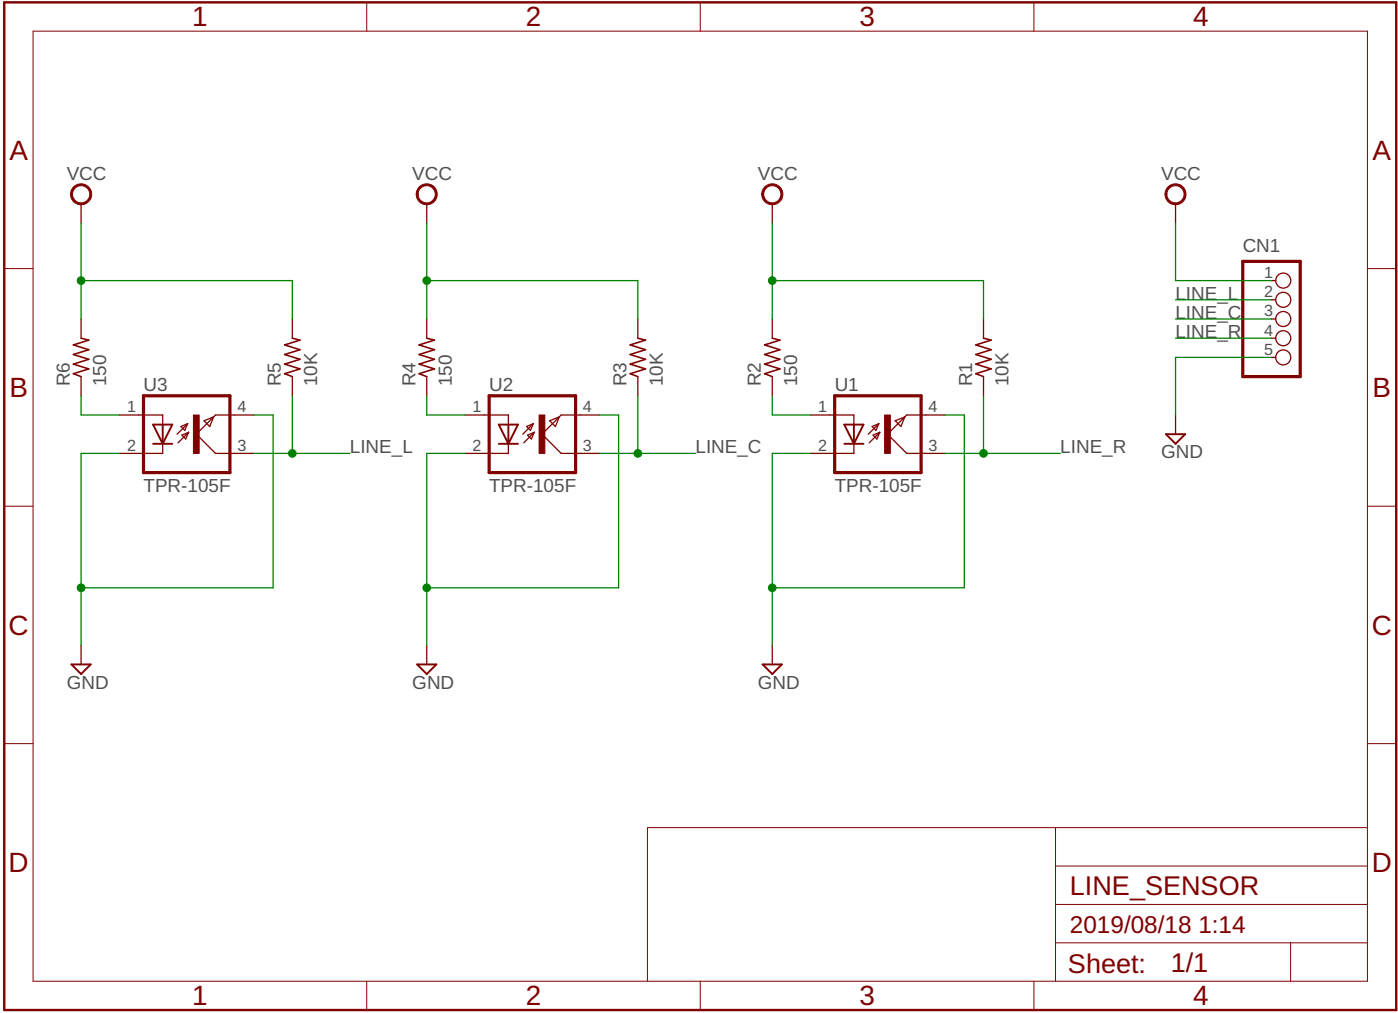 1 2 3 4
A A
VCC VCC VCC VCC
CN1
1
LINE_L 2
LINE_C 3
LINE_R 4
5
B B
R6 150 R5 10K R4 150 R3 10K R2 150 R1 10K
U3 U2 U1
1 4 1 4 1 4
2 3 LINE_L 2 3 LINE_C 2 3 LINE_R
GND
TPR-105F TPR-105F TPR-105F
C C
GND GND GND
D D
LINE_SENSOR
2019/08/18 1:14
Sheet: 1/1
1 2 3 4